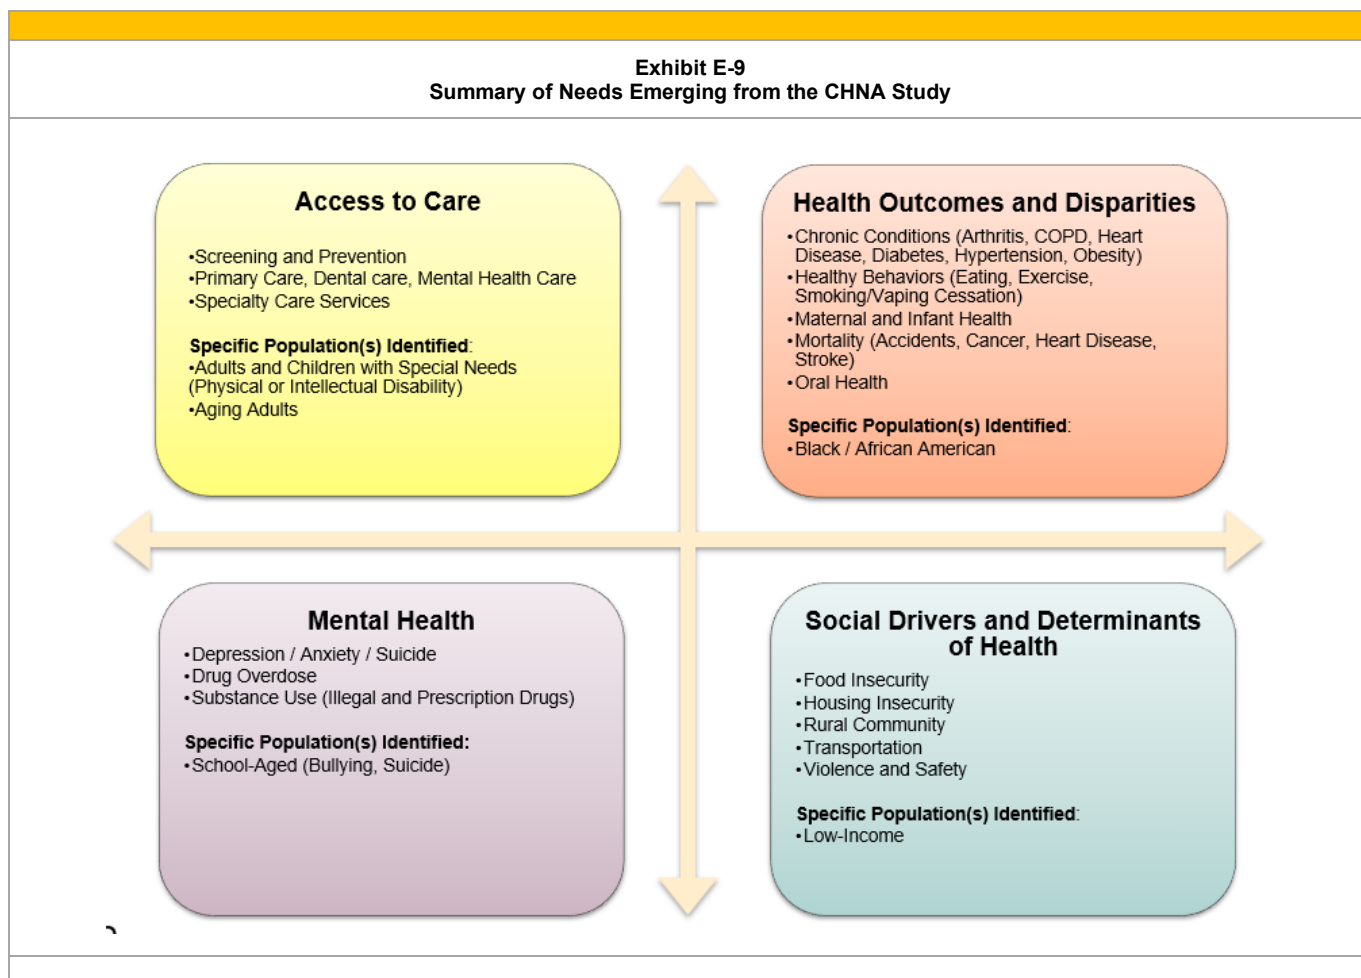 Exhibit E-9
Summary of Needs Emerging from the CHNA Study
Access to Care
•Screening and Prevention
•Primary Care, Dental care, Mental Health Care
•Specialty Care Services
Specific Population(s) Identified:
•Adults and Children with Special Needs
(Physical or Intellectual Disability)
•Aging Adults
Health Outcomes and Disparities
•Chronic Conditions (Arthritis, COPD, Heart
Disease, Diabetes, Hypertension, Obesity)
•Healthy Behaviors (Eating, Exercise,
Smoking/Vaping Cessation)
•Maternal and Infant Health
•Mortality (Accidents, Cancer, Heart Disease,
Stroke)
•Oral Health
Specific Population(s) Identified:
•Black / African American
Mental Health
•Depression / Anxiety / Suicide
•Drug Overdose
•Substance Use (Illegal and Prescription Drugs)
Specific Population(s) Identified:
•School-Aged (Bullying, Suicide)
Social Drivers and Determinants
of Health
•Food Insecurity
•Housing Insecurity
•Rural Community
•Transportation
•Violence and Safety
Specific Population(s) Identified:
•Low-Income